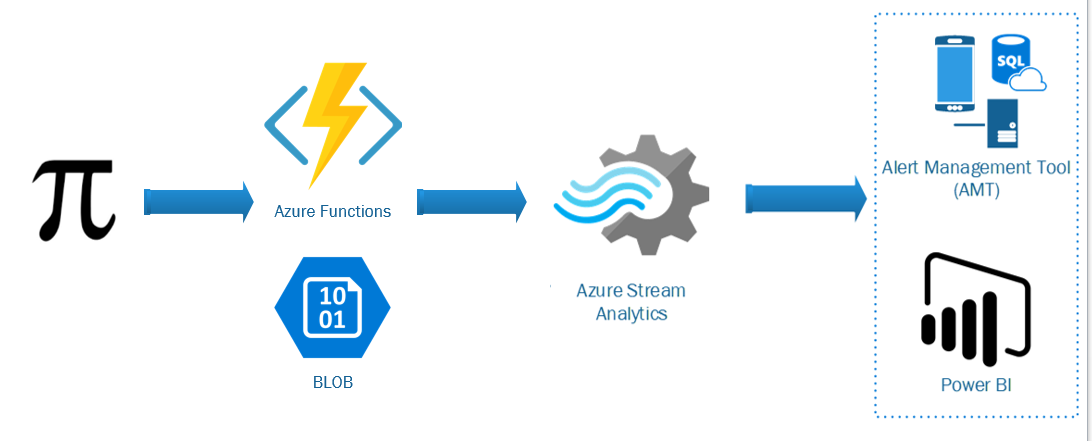 π
Azure Functions
10
01
BLOB
Azure Stream
Analytics
SQL
Alert Management Tool
(AMT)
Power BI